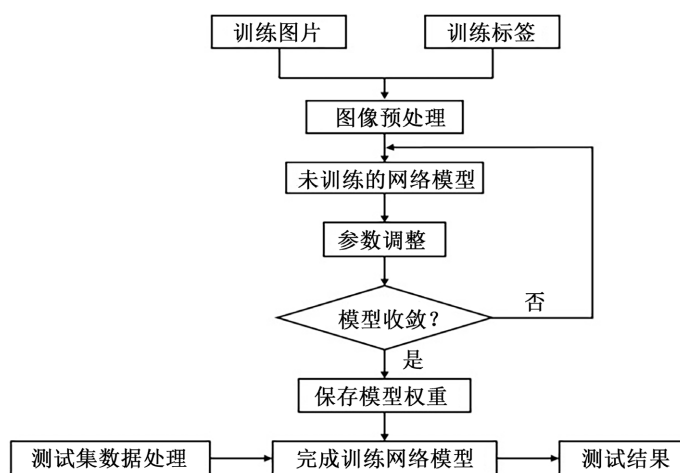 训练图片
训练标签
图像预处理
未训练的网络模型
参数调整
模型收敛？
否
是
保存模型权重
测试集数据处理
完成训练网络模型
测试结果